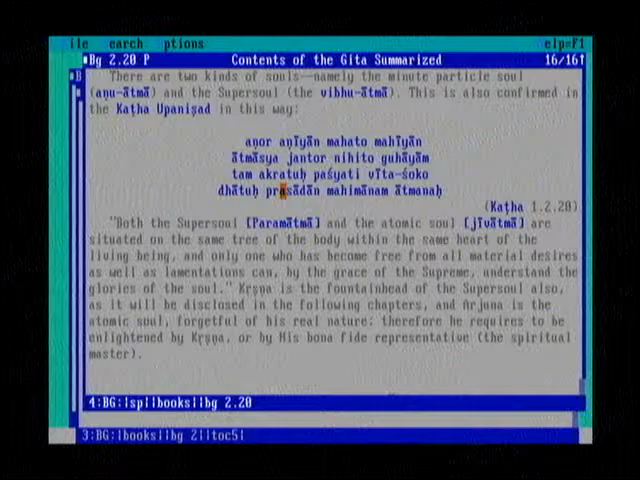 ile   earch   ptions   elp=F1
Bg 2.20 P   Contents of the Gita Summarized   16/16↑
There are two kinds of souls--namely the minute particle soul
(aṇu-ātmā) and the Supersoul (the vibhu-ātmā). This is also confirmed in
the Kaṭha Upaniṣad in this way:
aṇor aṇīyān mahato mahīyān
ātmāsya jantor nihito guhāyām
tam akratuḥ paśyati vīta-śoko
dhātuḥ prasādān mahimānam ātmanaḥ
(Kaṭha 1.2.20)
"Both the Supersoul [Paramātmā] and the atomic soul [jīvātmā] are
situated on the same tree of the body within the same heart of the
living being, and only one who has become free from all material desires
as well as lamentations can, by the grace of the Supreme, understand the
glories of the soul." Kṛṣṇa is the fountainhead of the Supersoul also,
as it will be disclosed in the following chapters, and Arjuna is the
atomic soul, forgetful of his real nature; therefore he requires to be
enlightened by Kṛṣṇa, or by His bona fide representative (the spiritual
master).
4:BG:|sp||books||bg 2.20
3:BG:|books||bg 2||toc5|